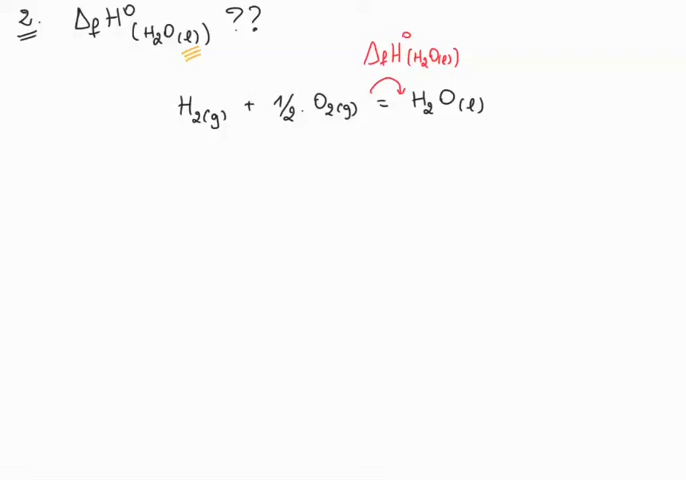 2. ΔfH°(H₂O(l)) ??
ΔfH°(H₂O(l))
H₂(g) + 1/2 . O₂(g) = H₂O(l)